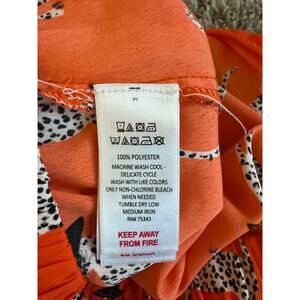 100% POLYESTER
MACHINE WASH COOL-
DELICATE CYCLE
WASH WITH LIKE COLORS
ONLY NON-CHLORINE BLEACH
WHEN NEEDED
TUMBLE DRY LOW
MEDIUM IRON
RN# 75343
KEEP AWAY
FROM FIRE